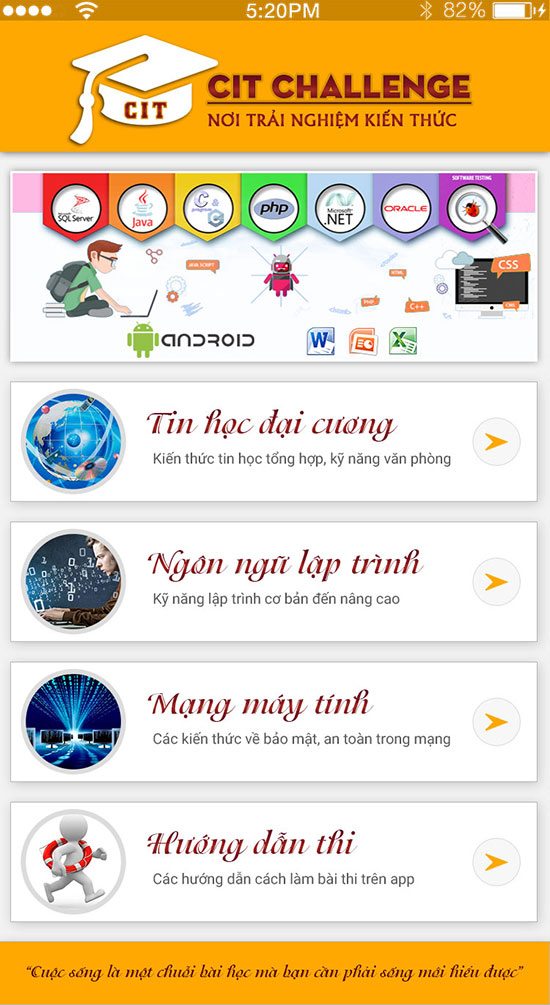 5:20PM
82%
CIT
CIT CHALLENGE
NƠI TRẢI NGHIỆM KIẾN THỨC
SOFTWARE TESTING
SQL Server
Java
C
C
php
Microsoft
.NET
ORACLE
JAVA SCRIPT
HTML
CSS
PHP
C++
XML
ANDROID
Tin học đại cương
Kiến thức tin học tổng hợp, kỹ năng văn phòng
Ngôn ngữ lập trình
Kỹ năng lập trình cơ bản đến nâng cao
Mạng máy tính
Các kiến thức về bảo mật, an toàn trong mạng
Hướng dẫn thi
Các hướng dẫn cách làm bài thi trên app
"Cuộc sống là một chuỗi bài học mà bạn cần phải sống mới hiểu được"